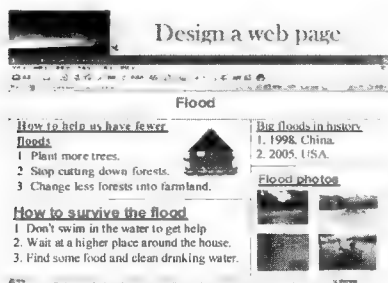 Design a web page
Flood
How to help us have fewer
floods
1 Plant more trees.
2 Stop cutting down forests.
3 Change less forests into farmland.
Big floods in history
1. 1998, China.
2. 2005, USA.
Flood photos
How to survive the flood
1 Don't swim in the water to get help
2. Wait at a higher place around the house.
3. Find some food and clean drinking water.